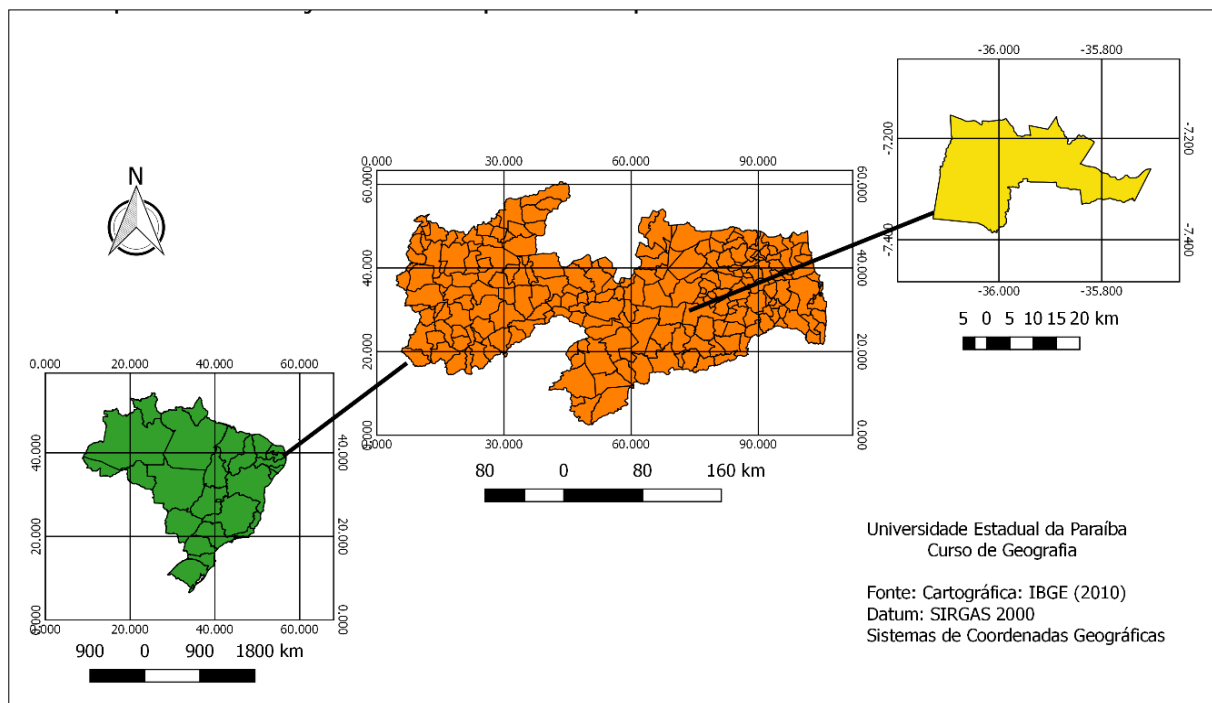 N
-36.000 -35.800
-7.200 -7.200
-7.400 -7.400
-36.000 -35.800
5 0 5 10 15 20 km
0.000 30.000 60.000 90.000
60.000 60.000
40.000 40.000
20.000 20.000
0.000 0.000
0.000 30.000 60.000 90.000
80 0 80 160 km
0.000 20.000 40.000 60.000
40.000 40.000
20.000 20.000
0.000 0.000
0.000 20.000 40.000 60.000
900 0 900 1800 km
Universidade Estadual da Paraíba
Curso de Geografia
Fonte: Cartográfica: IBGE (2010)
Datum: SIRGAS 2000
Sistemas de Coordenadas Geográficas